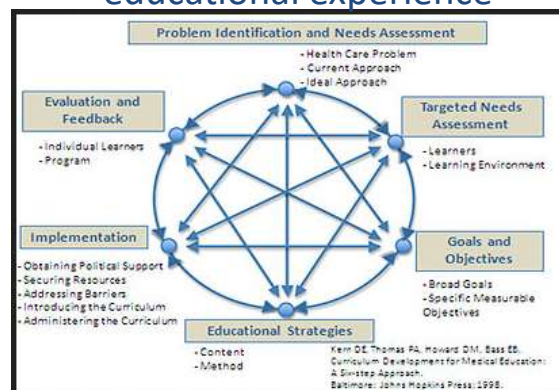 educational experience
Problem Identification and Needs Assessment
- Health Care Problem
- Current Approach
- Ideal Approach
Evaluation and
Feedback
- Individual Learners
- Program
Targeted Needs
Assessment
- Learners
- Learning Environment
Implementation
- Obtaining Political Support
- Securing Resources
- Addressing Barriers
- Introducing the Curriculum
- Administering the Curriculum
Goals and
Objectives
- Broad Goals
- Specific Measurable
Objectives
Educational Strategies
- Content
- Method
Kern DE, Thomas PA, Howard DM, Bass EB.
Curriculum Development for Medical Education:
A Six-step Approach.
Baltimore: Johns Hopkins Press; 1998.